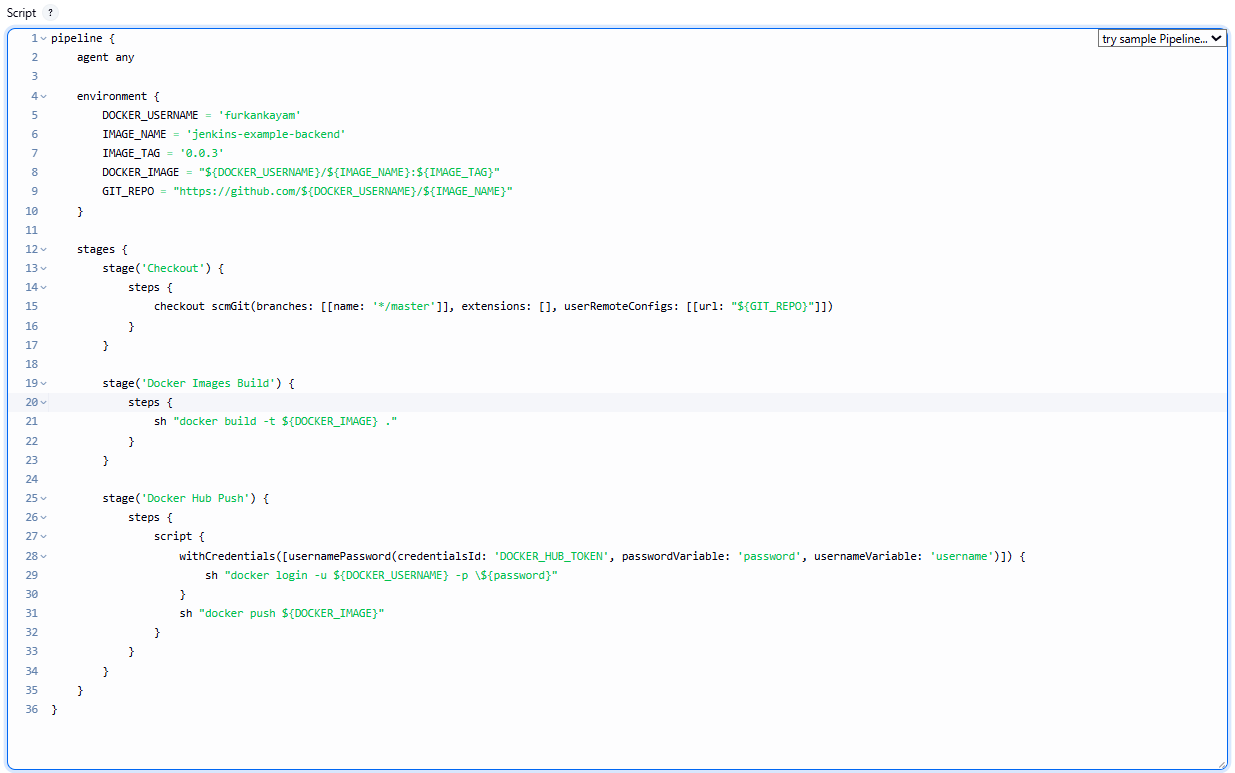 Script ?
try sample Pipeline...
1 pipeline {
2     agent any
3
4     environment {
5         DOCKER_USERNAME = 'furkankayam'
6         IMAGE_NAME = 'jenkins-example-backend'
7         IMAGE_TAG = '0.0.3'
8         DOCKER_IMAGE = "${DOCKER_USERNAME}/${IMAGE_NAME}:${IMAGE_TAG}"
9         GIT_REPO = "https://github.com/${DOCKER_USERNAME}/${IMAGE_NAME}"
10     }
11
12     stages {
13         stage('Checkout') {
14             steps {
15                 checkout scmGit(branches: [[name: '*/master']], extensions: [], userRemoteConfigs: [[url: "${GIT_REPO}"]])
16             }
17         }
18
19         stage('Docker Images Build') {
20             steps {
21                 sh "docker build -t ${DOCKER_IMAGE} ."
22             }
23         }
24
25         stage('Docker Hub Push') {
26             steps {
27                 script {
28                     withCredentials([usernamePassword(credentialsId: 'DOCKER_HUB_TOKEN', passwordVariable: 'password', usernameVariable: 'username')]) {
29                         sh "docker login -u ${DOCKER_USERNAME} -p \${password}"
30                     }
31                     sh "docker push ${DOCKER_IMAGE}"
32                 }
33             }
34         }
35     }
36 }